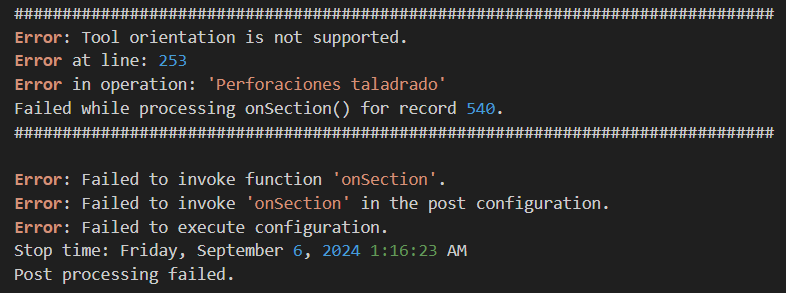 ################################################################################
Error: Tool orientation is not supported.
Error at line: 253
Error in operation: 'Perforaciones taladrado'
Failed while processing onSection() for record 540.
################################################################################
Error: Failed to invoke function 'onSection'.
Error: Failed to invoke 'onSection' in the post configuration.
Error: Failed to execute configuration.
Stop time: Friday, September 6, 2024 1:16:23 AM
Post processing failed.